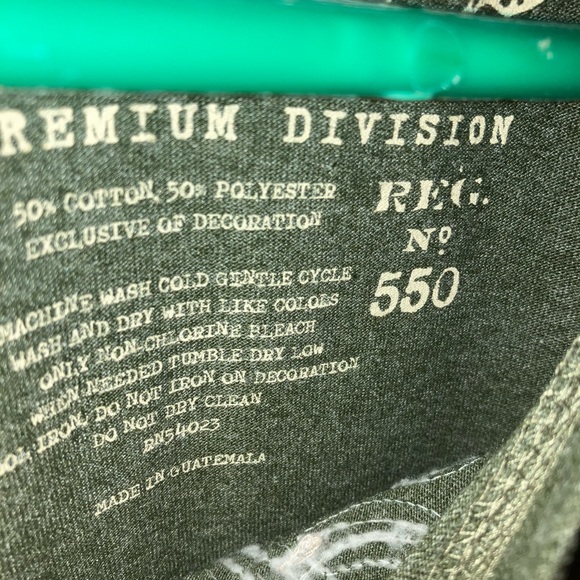 REMIUM DIVISION
50% COTTON, 50% POLYESTER
EXCLUSIVE OF DECORATION
REG.
Nº
550
MACHINE WASH COLD GENTLE CYCLE
WASH AND DRY WITH LIKE COLORS
ONLY NON-CHLORINE BLEACH
WHEN NEEDED TUMBLE DRY LOW
IRON, DO NOT IRON ON DECORATION
DO NOT DRY CLEAN
RN54023
MADE IN GUATEMALA